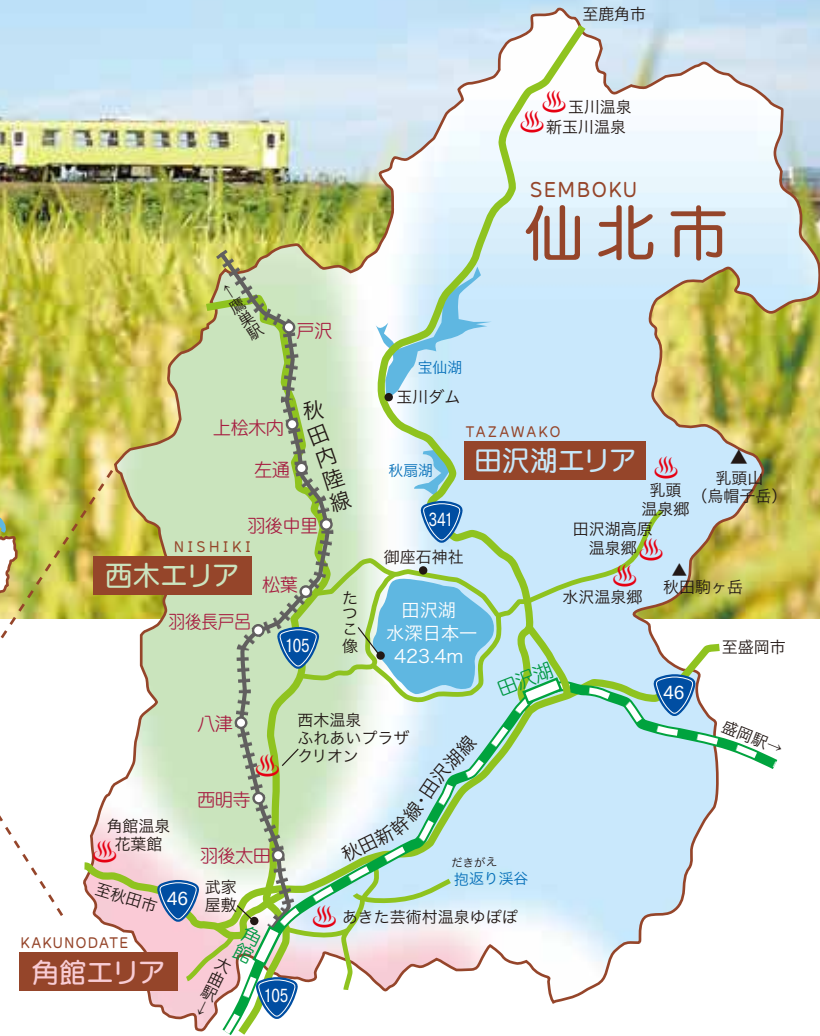 至鹿角市
玉川温泉
新玉川温泉
SEMBOKU
仙北市
←鷹巣駅
戸沢
宝仙湖
玉川ダム
上桧木内
秋田内陸線
TAZAWAKO
田沢湖エリア
左通
秋扇湖
乳頭
温泉郷
乳頭山
(烏帽子岳)
341
羽後中里
田沢湖高原
温泉郷
NISHIKI
西木エリア
御座石神社
松葉
水沢温泉郷
秋田駒ヶ岳
たつこ像
田沢湖
水深日本一
423.4m
羽後長戸呂
105
至盛岡市
田沢湖
46
八津
西木温泉
ふれあいプラザ
クリオン
盛岡駅→
秋田新幹線・田沢湖線
西明寺
角館温泉
花葉館
羽後太田
だきがえ
抱返り渓谷
至秋田市
46
武家
屋敷
あきた芸術村温泉ゆぽぽ
角館
KAKUNODATE
角館エリア
大曲駅→
105